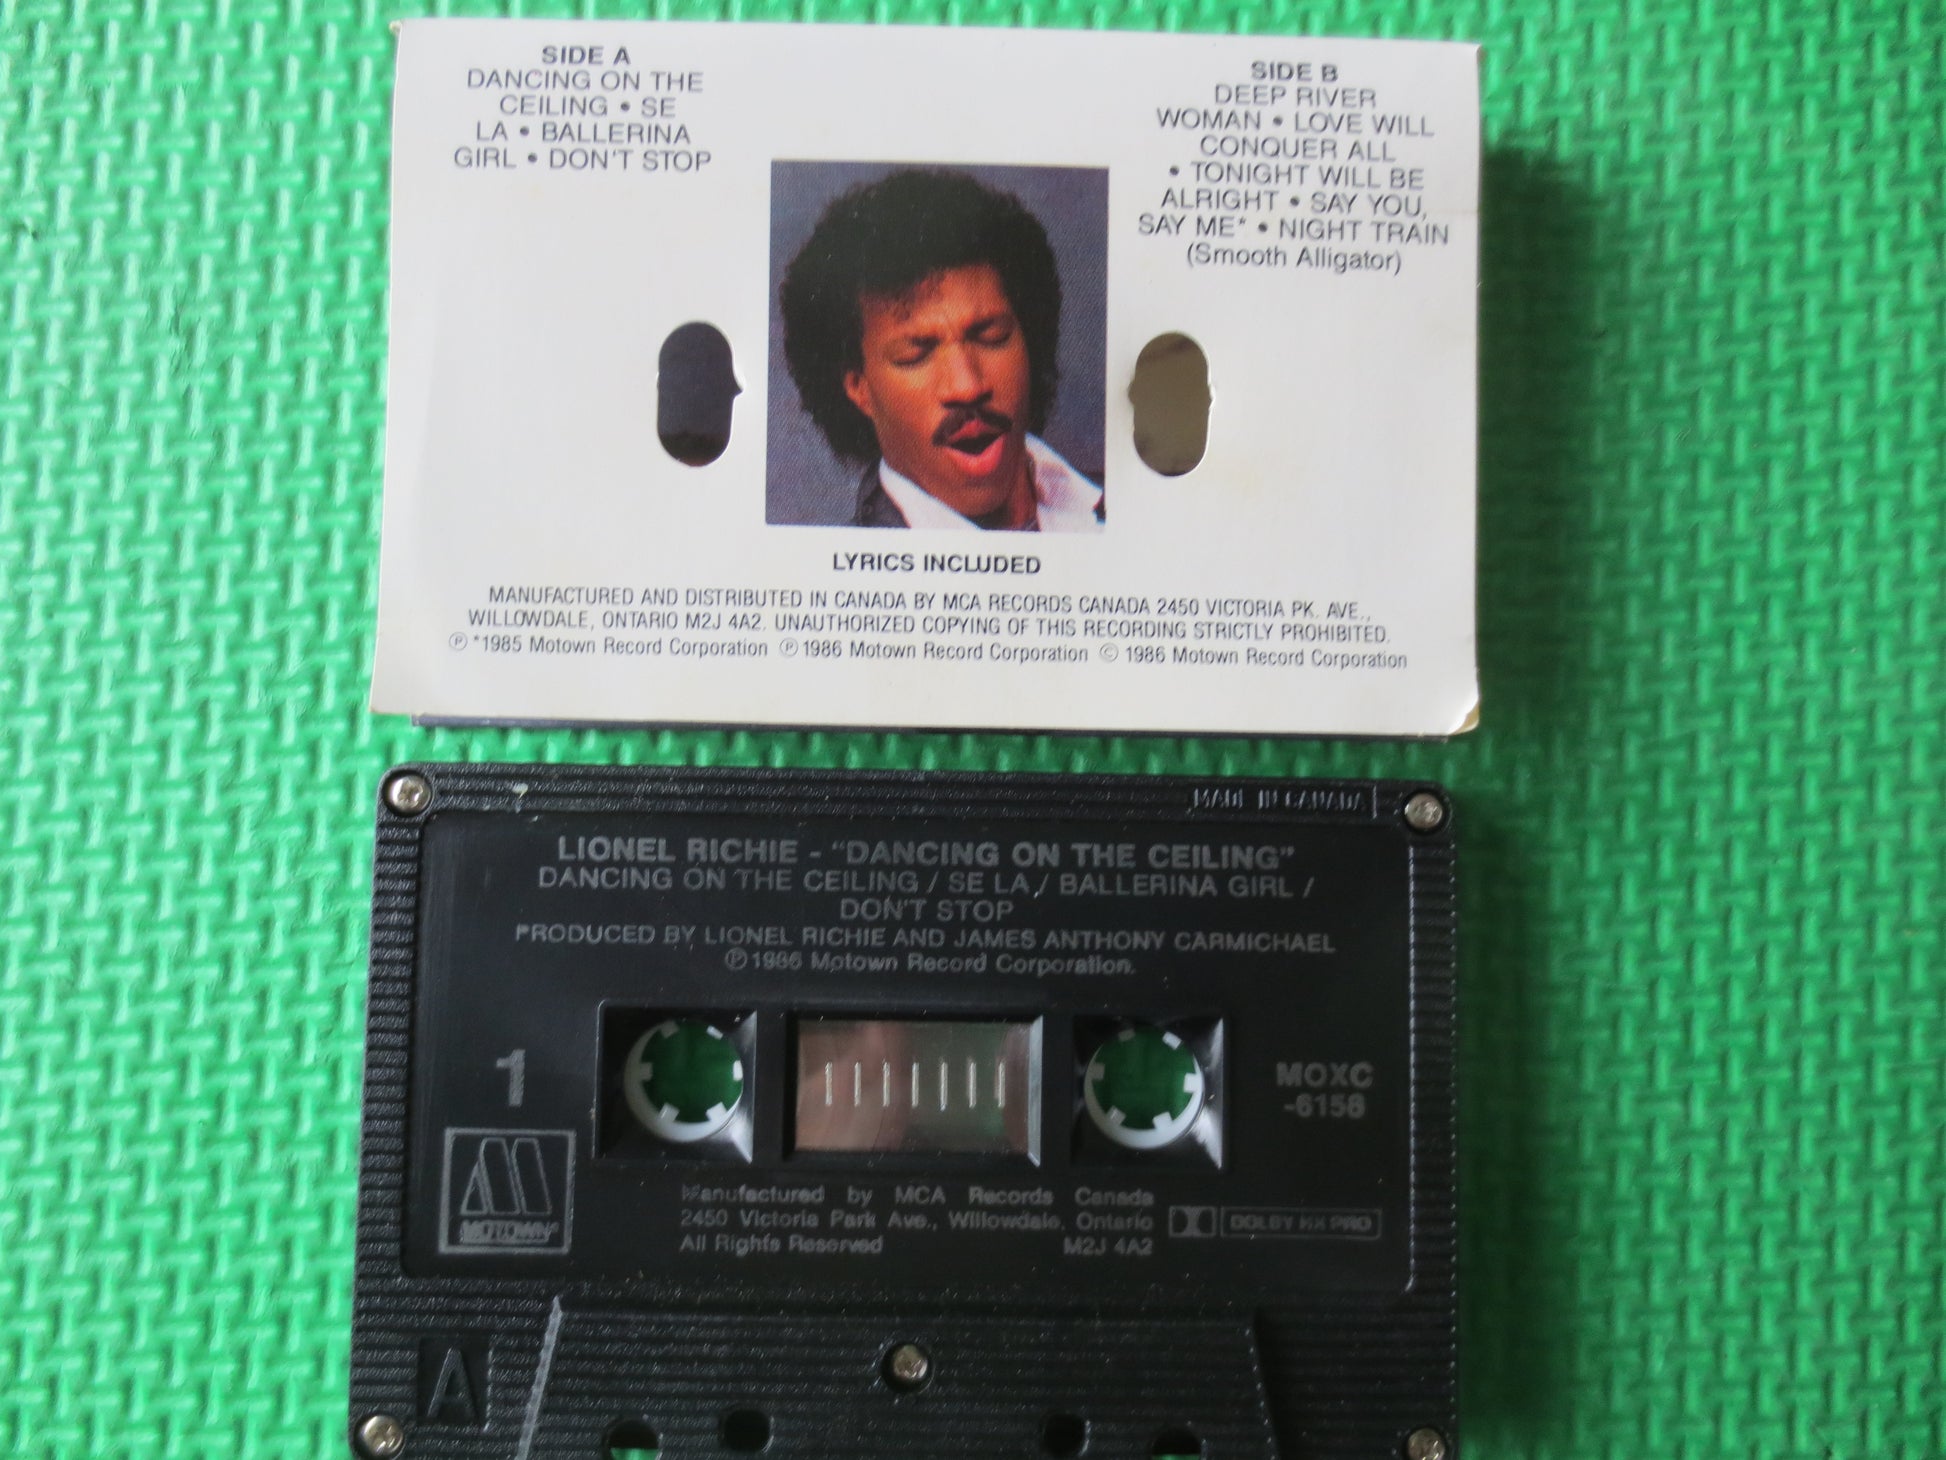 SIDE A
DANCING ON THE
CEILING • SE
LA • BALLERINA
GIRL • DON'T STOP
SIDE B
DEEP RIVER
WOMAN • LOVE WILL
CONQUER ALL
• TONIGHT WILL BE
ALRIGHT • SAY YOU,
SAY ME* • NIGHT TRAIN
(Smooth Alligator)
LYRICS INCLUDED
MANUFACTURED AND DISTRIBUTED IN CANADA BY MCA RECORDS CANADA 2450 VICTORIA PK. AVE.,
WILLOWDALE, ONTARIO M2J 4A2. UNAUTHORIZED COPYING OF THIS RECORDING STRICTLY PROHIBITED.
℗ *1985 Motown Record Corporation ℗ 1986 Motown Record Corporation © 1986 Motown Record Corporation
MADE IN CANADA
LIONEL RICHIE - "DANCING ON THE CEILING"
DANCING ON THE CEILING / SE LA / BALLERINA GIRL /
DON'T STOP
PRODUCED BY LIONEL RICHIE AND JAMES ANTHONY CARMICHAEL
℗ 1986 Motown Record Corporation.
1
MOXC
-6158
MOTOWN®
Manufactured by MCA Records Canada
2450 Victoria Park Ave., Willowdale, Ontario
All Rights Reserved M2J 4A2
DOLBY HX PRO
A